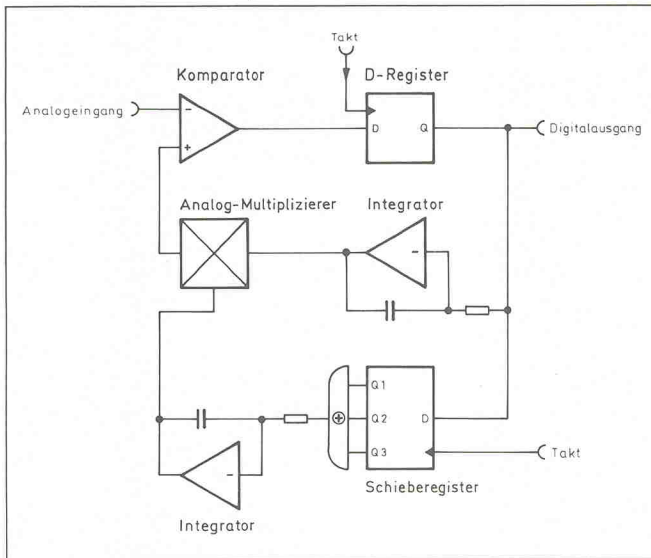 Takt
Komparator
D-Register
Analogeingang
-
+
D
Q
Digitalausgang
Analog-Multiplizierer
Integrator
-
Q1
Q2
Q3
+
D
Takt
-
Schieberegister
Integrator